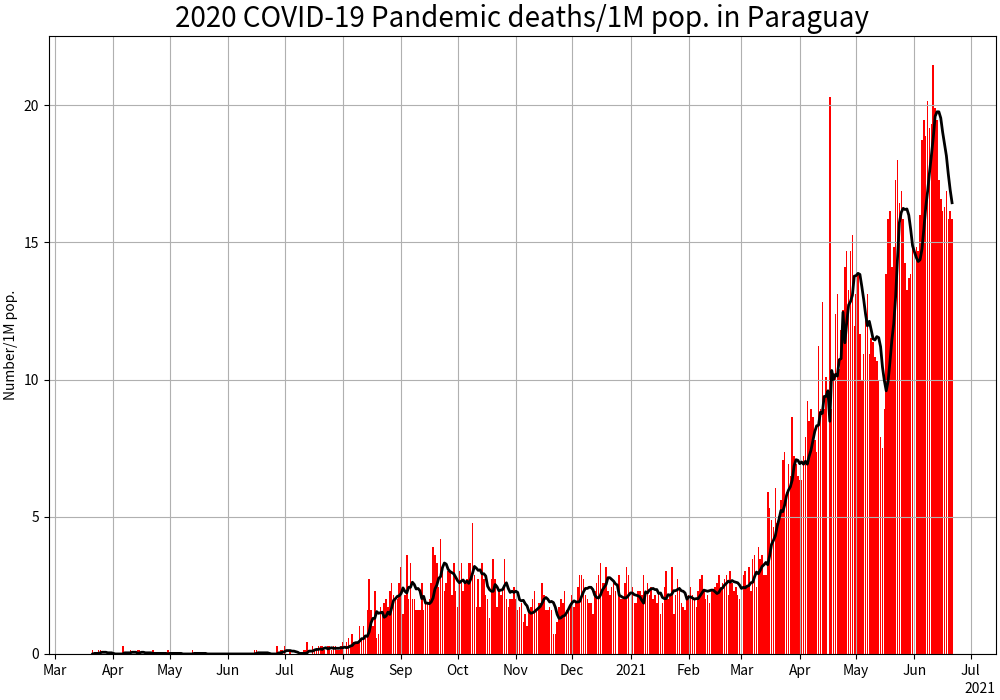 2020 COVID-19 Pandemic deaths/1M pop. in Paraguay
Number/1M pop.
20
15
10
5
0
Mar Apr May Jun Jul Aug Sep Oct Nov Dec 2021 Feb Mar Apr May Jun Jul
2021